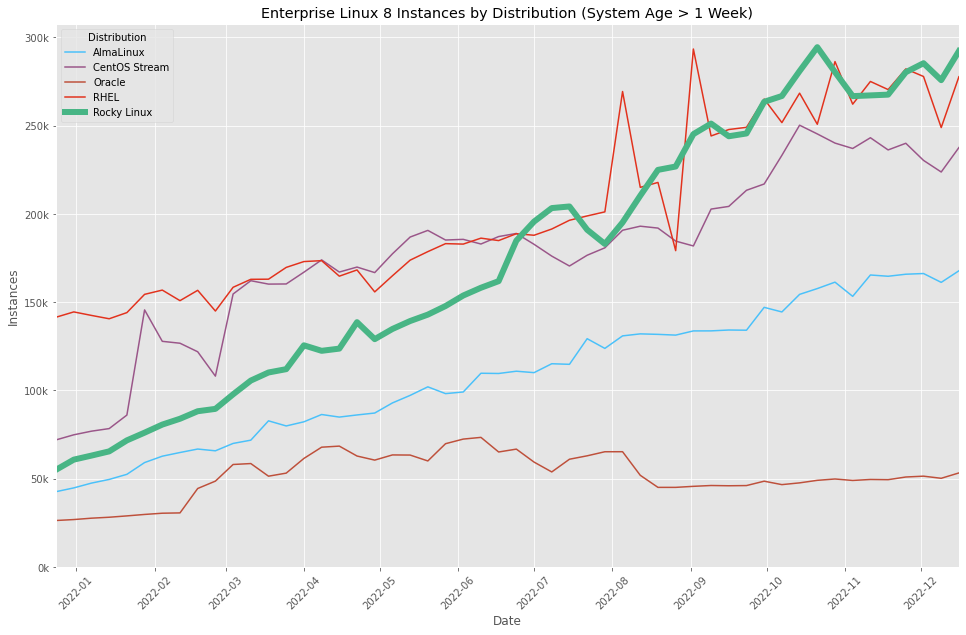 Enterprise Linux 8 Instances by Distribution (System Age > 1 Week)
Distribution
AlmaLinux
CentOS Stream
Oracle
RHEL
Rocky Linux
300k
250k
200k
150k
100k
50k
0k
Instances
2022-01
2022-02
2022-03
2022-04
2022-05
2022-06
2022-07
2022-08
2022-09
2022-10
2022-11
2022-12
Date